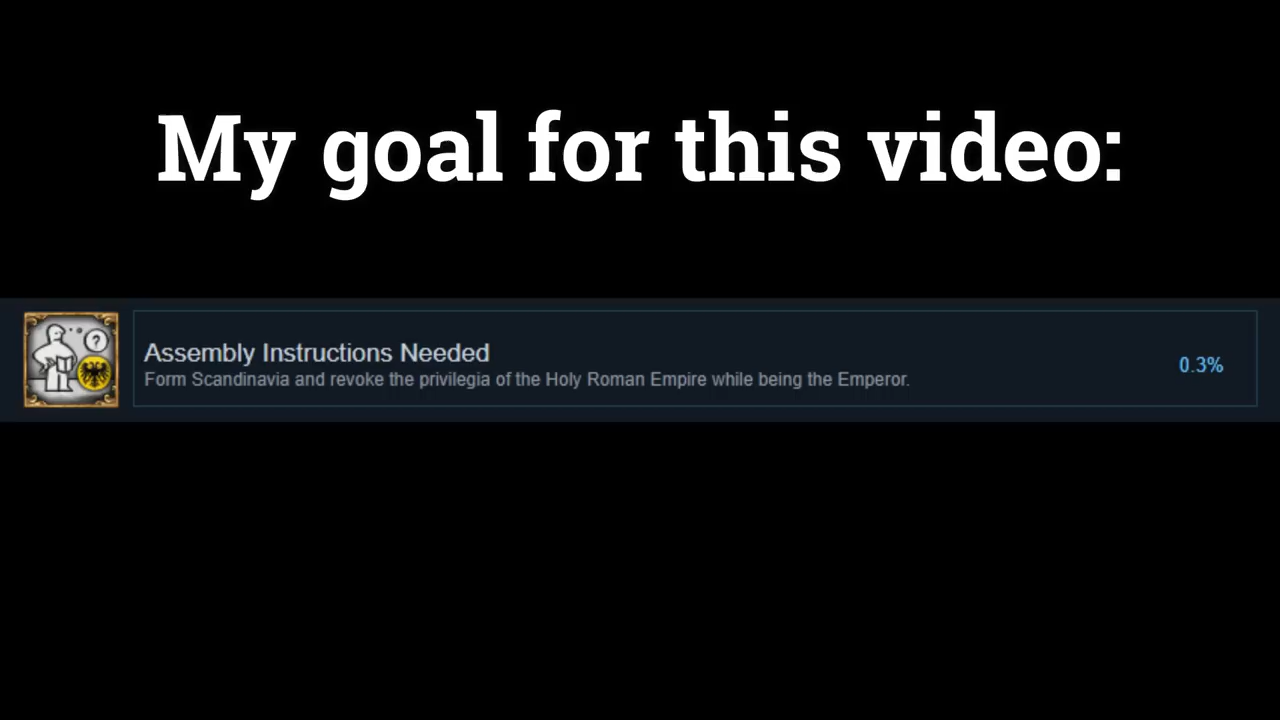 My goal for this video:
?
Assembly Instructions Needed
Form Scandinavia and revoke the privilegia of the Holy Roman Empire while being the Emperor.
0.3%